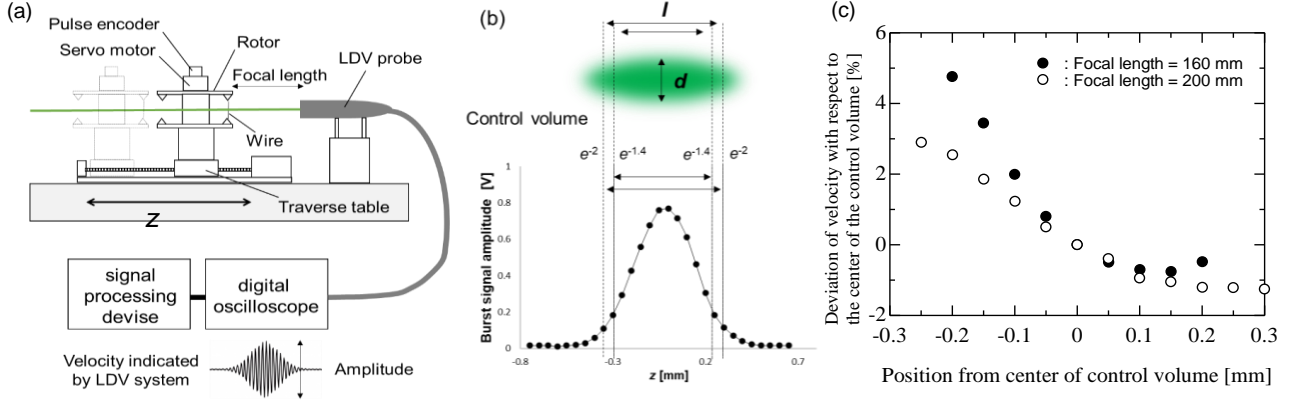 (a)
Pulse encoder
Servo motor
Rotor
Focal length
LDV probe
Wire
Traverse table
z
signal
processing
devise
digital
oscilloscope
Velocity indicated
by LDV system
Amplitude
(b)
l
d
Control volume
e-2 e-1.4 e-1.4 e-2
Burst signal amplitude [V]
1
0.8
0.6
0.4
0.2
0
-0.8 -0.3 0.2 0.7
z [mm]
(c)
Deviation of velocity with respect to
the center of the control volume [%]
6
4
2
0
-2
: Focal length = 160 mm
: Focal length = 200 mm
-0.3 -0.2 -0.1 0 0.1 0.2 0.3
Position from center of control volume [mm]